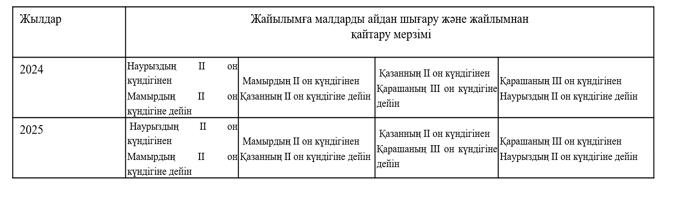 Жылдар
Жайылымға малдарды айдан шығару және жайлымнан
қайтару мерзімі
2024
Наурыздың II он
күндігінен
Мамырдың II он
күндігіне дейін
Мамырдың II он күндігінен
Қазанның II он күндігіне дейін
Қазанның II он күндігінен
Қарашаның III он күндігіне
дейін
Қарашаның III он күндігінен
Наурыздың II он күндігіне дейін
2025
Наурыздың II он
күндігінен
Мамырдың II он
күндігіне дейін
Мамырдың II он күндігінен
Қазанның II он күндігіне дейін
Қазанның II он күндігінен
Қарашаның III он күндігіне
дейін
Қарашаның III он күндігінен
Наурыздың II он күндігіне дейін